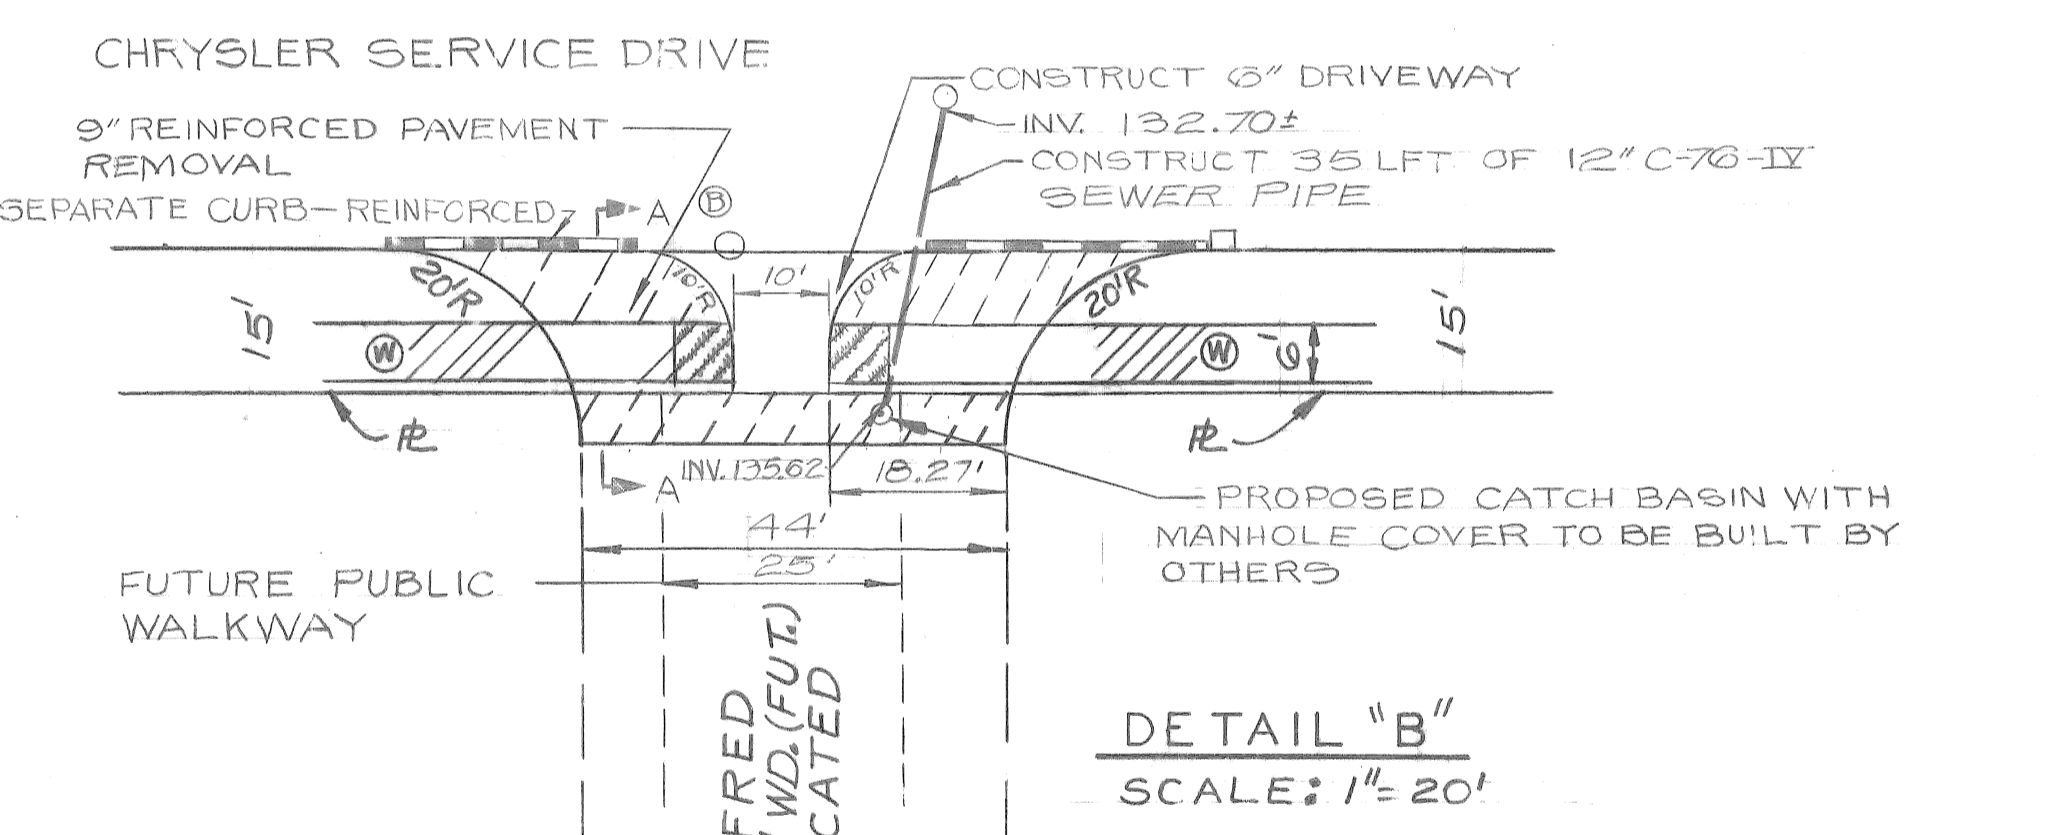 CHRYSLER SERVICE DRIVE
9" REINFORCED PAVEMENT
REMOVAL
SEPARATE CURB-REINFORCED
A
B
CONSTRUCT 6" DRIVEWAY
INV. 132.70±
CONSTRUCT 35 LFT OF 12" C-76-IV
SEWER PIPE
15'
20'R
10'R
10'
10'R
20'R
15'
W
W
6'
PL
PL
A
INV. 135.62
18.27'
44'
25'
PROPOSED CATCH BASIN WITH
MANHOLE COVER TO BE BUILT BY
OTHERS
FUTURE PUBLIC
WALKWAY
FRED
WD. (FUT.)
CATED
DETAIL "B"
SCALE: 1"=20'